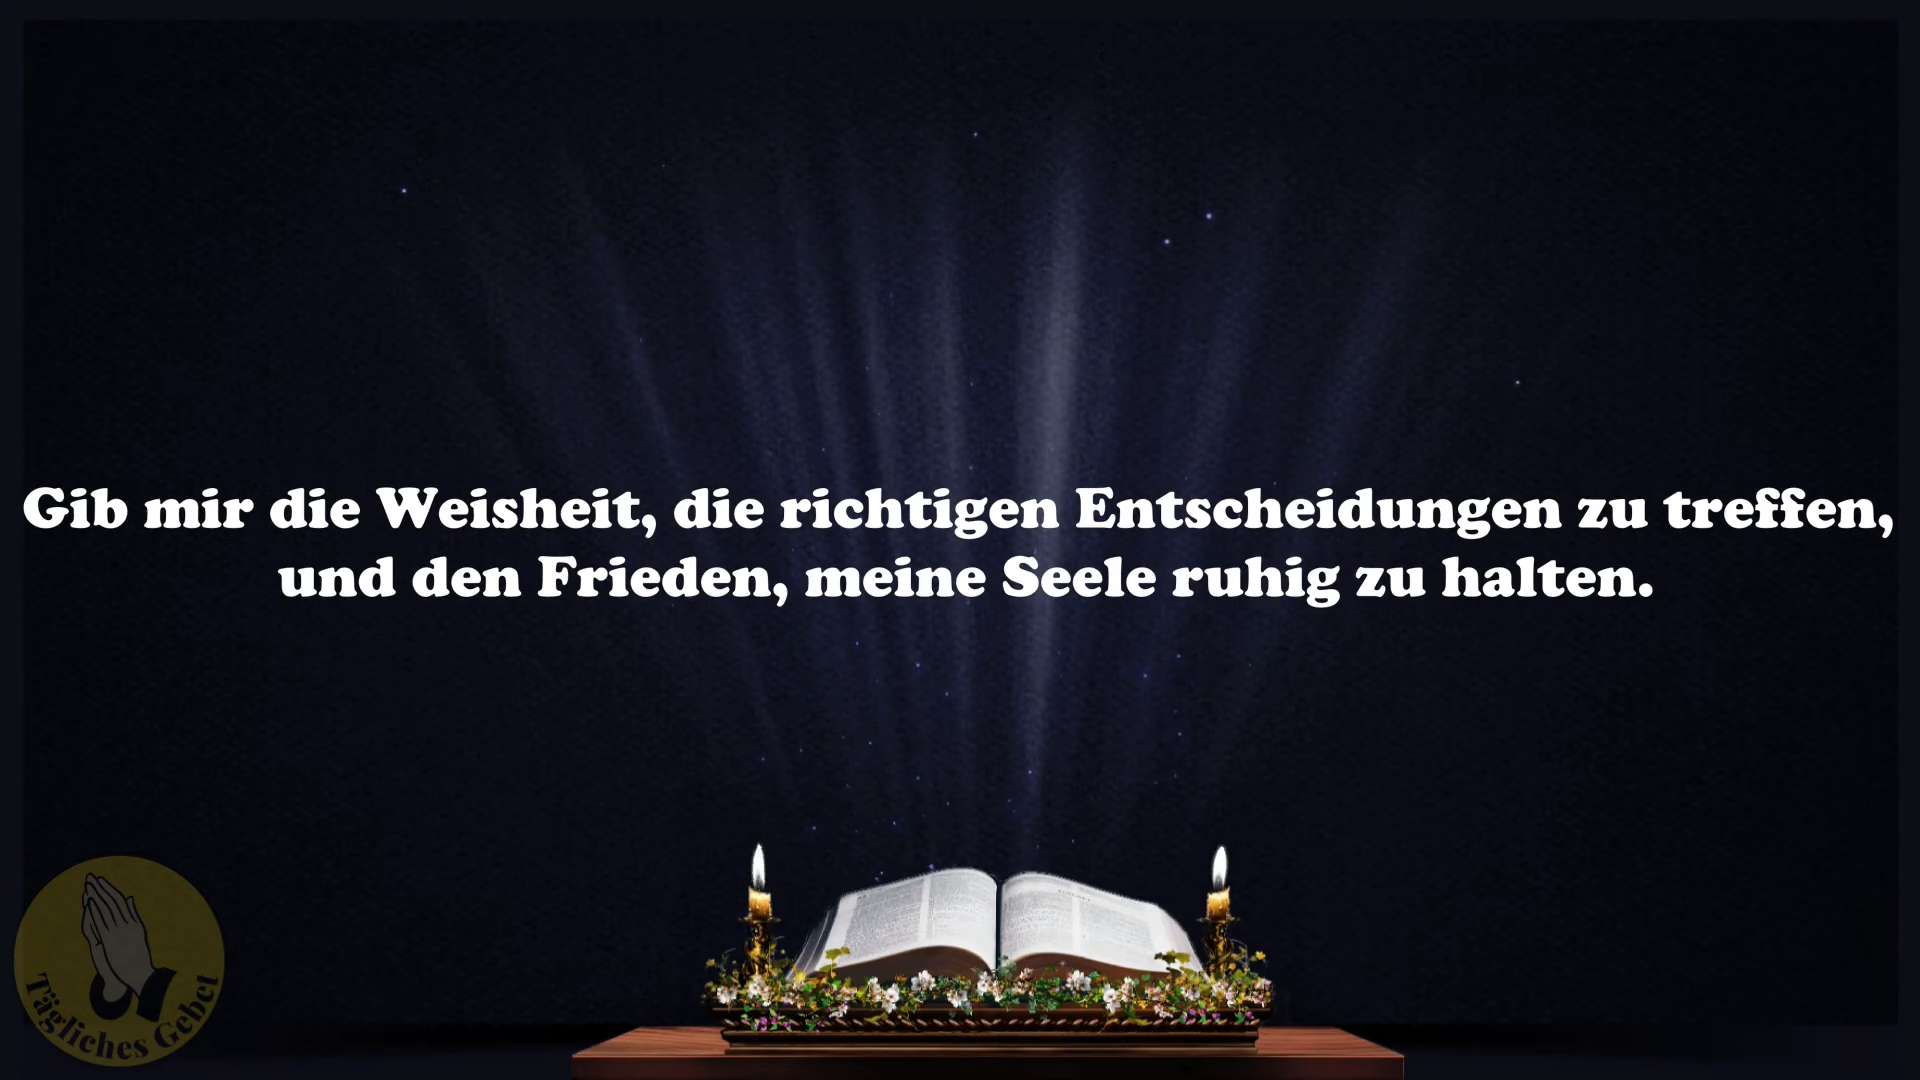 Gib mir die Weisheit, die richtigen Entscheidungen zu treffen,
und den Frieden, meine Seele ruhig zu halten.
Tägliches Gebet